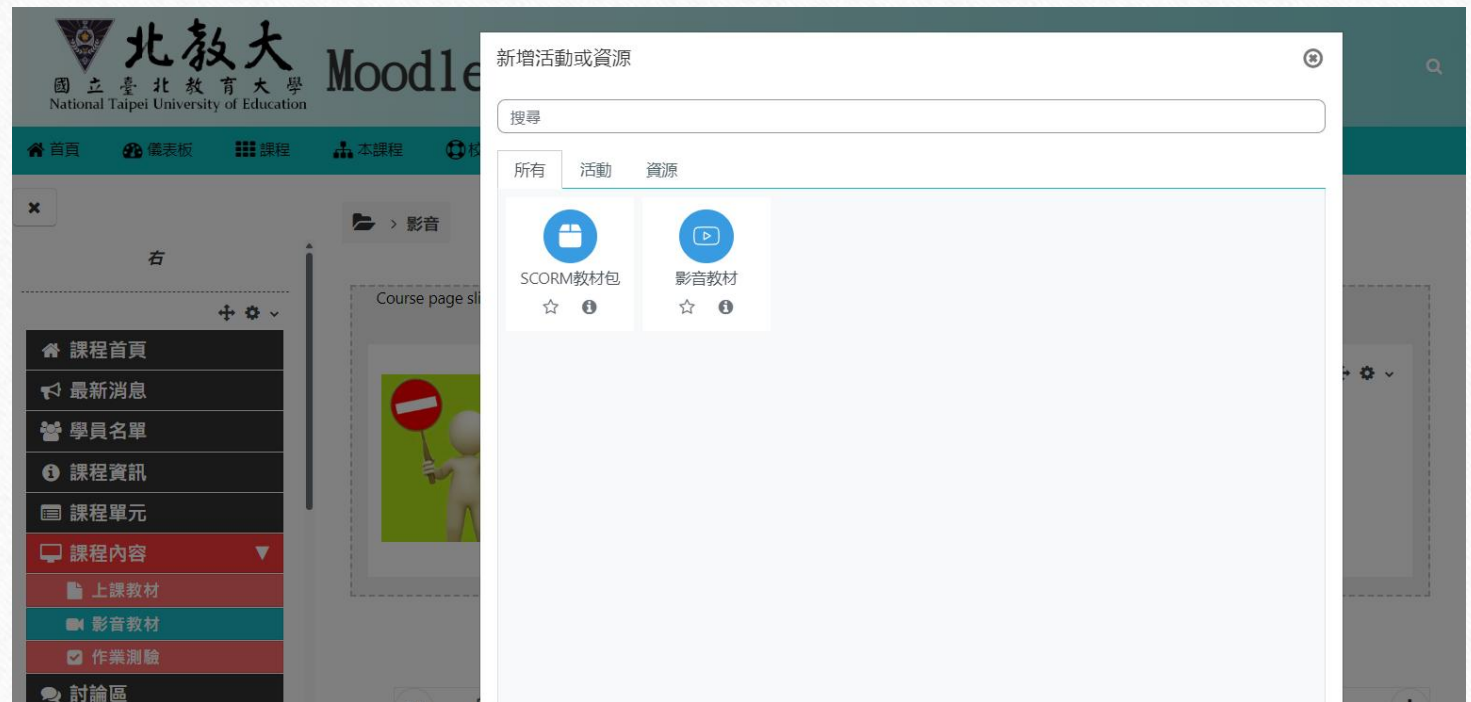 北教大
國立臺北教育大學
National Taipei University of Education
Moodle
首頁
儀表板
課程
本課程
校
影音
右
Course page sli
課程首頁
最新消息
學員名單
課程資訊
課程單元
課程內容
上課教材
影音教材
作業測驗
討論區
新增活動或資源
搜尋
所有 活動 資源
SCORM教材包
影音教材